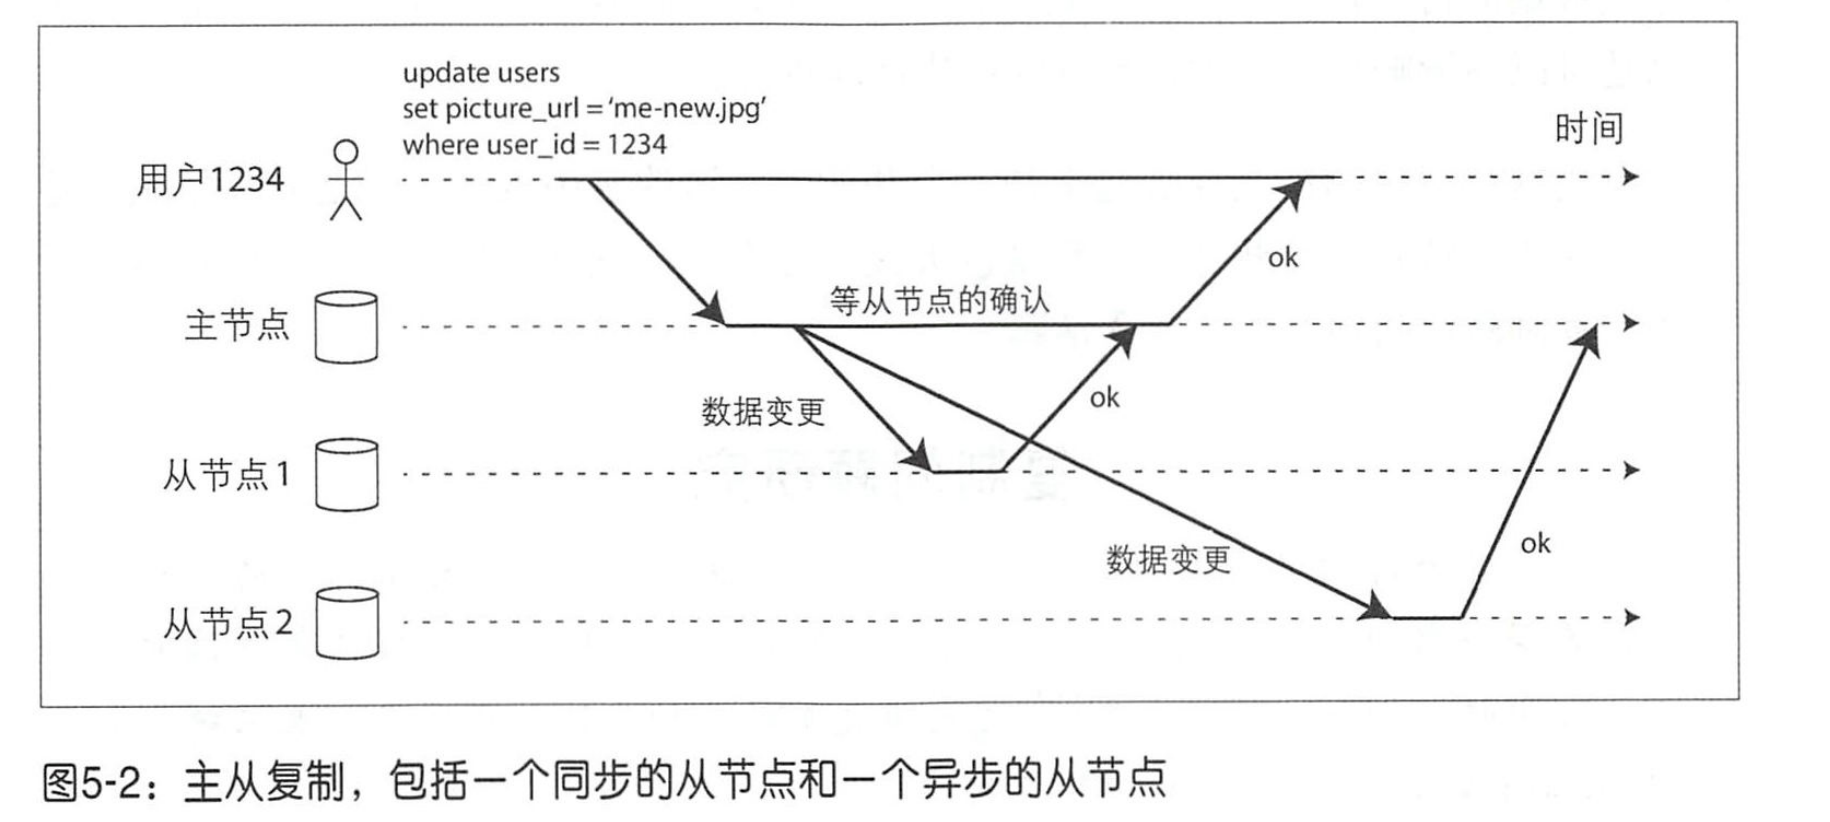 update users
set picture_url = ‘me-new.jpg’
where user_id = 1234
时间
用户1234
ok
等从节点的确认
主节点
数据变更
ok
从节点1
数据变更
ok
从节点2
图5-2：主从复制，包括一个同步的从节点和一个异步的从节点